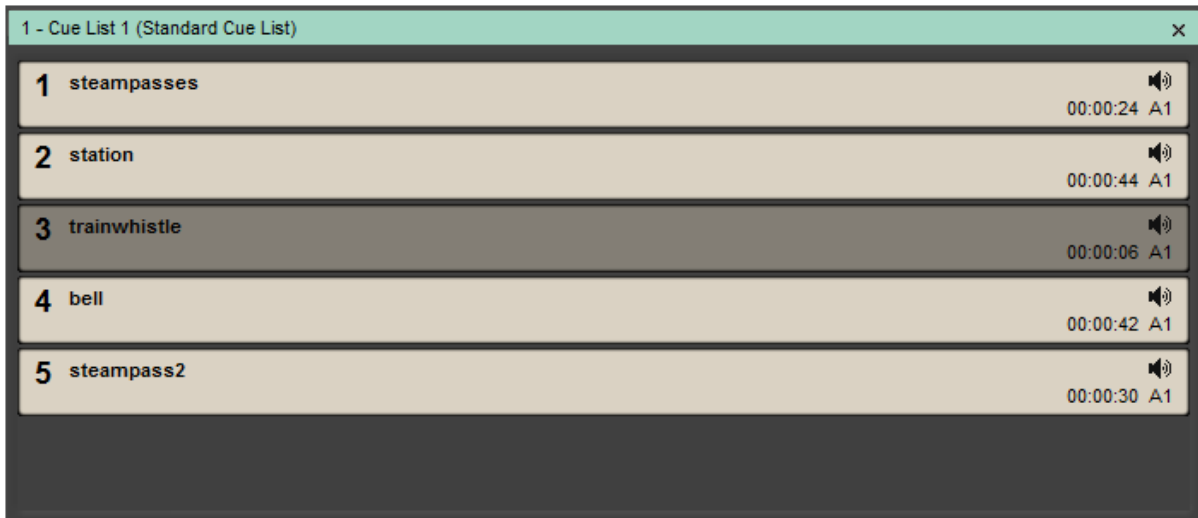 1 - Cue List 1 (Standard Cue List)
1 steampasses
00:00:24 A1
2 station
00:00:44 A1
3 trainwhistle
00:00:06 A1
4 bell
00:00:42 A1
5 steampass2
00:00:30 A1